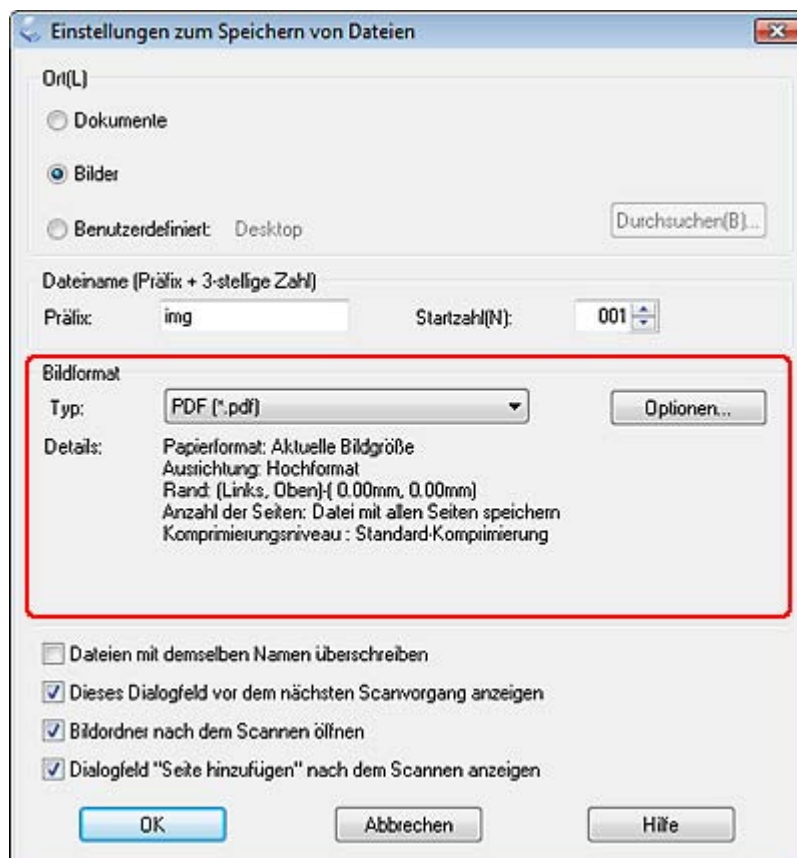 Einstellungen zum Speichern von Dateien
Ort(L)
Dokumente
Bilder
Benutzerdefiniert: Desktop Durchsuchen(B)...
Dateiname (Präfix + 3-stellige Zahl)
Präfix: img Startzahl(N): 001
Bildformat
Typ: PDF (*.pdf) Optionen...
Details: Papierformat: Aktuelle Bildgröße
Ausrichtung: Hochformat
Rand: (Links, Oben)-( 0.00mm, 0.00mm)
Anzahl der Seiten: Datei mit allen Seiten speichern
Komprimierungsniveau : Standard-Komprimierung
Dateien mit demselben Namen überschreiben
Dieses Dialogfeld vor dem nächsten Scanvorgang anzeigen
Bildordner nach dem Scannen öffnen
Dialogfeld "Seite hinzufügen" nach dem Scannen anzeigen
OK Abbrechen Hilfe